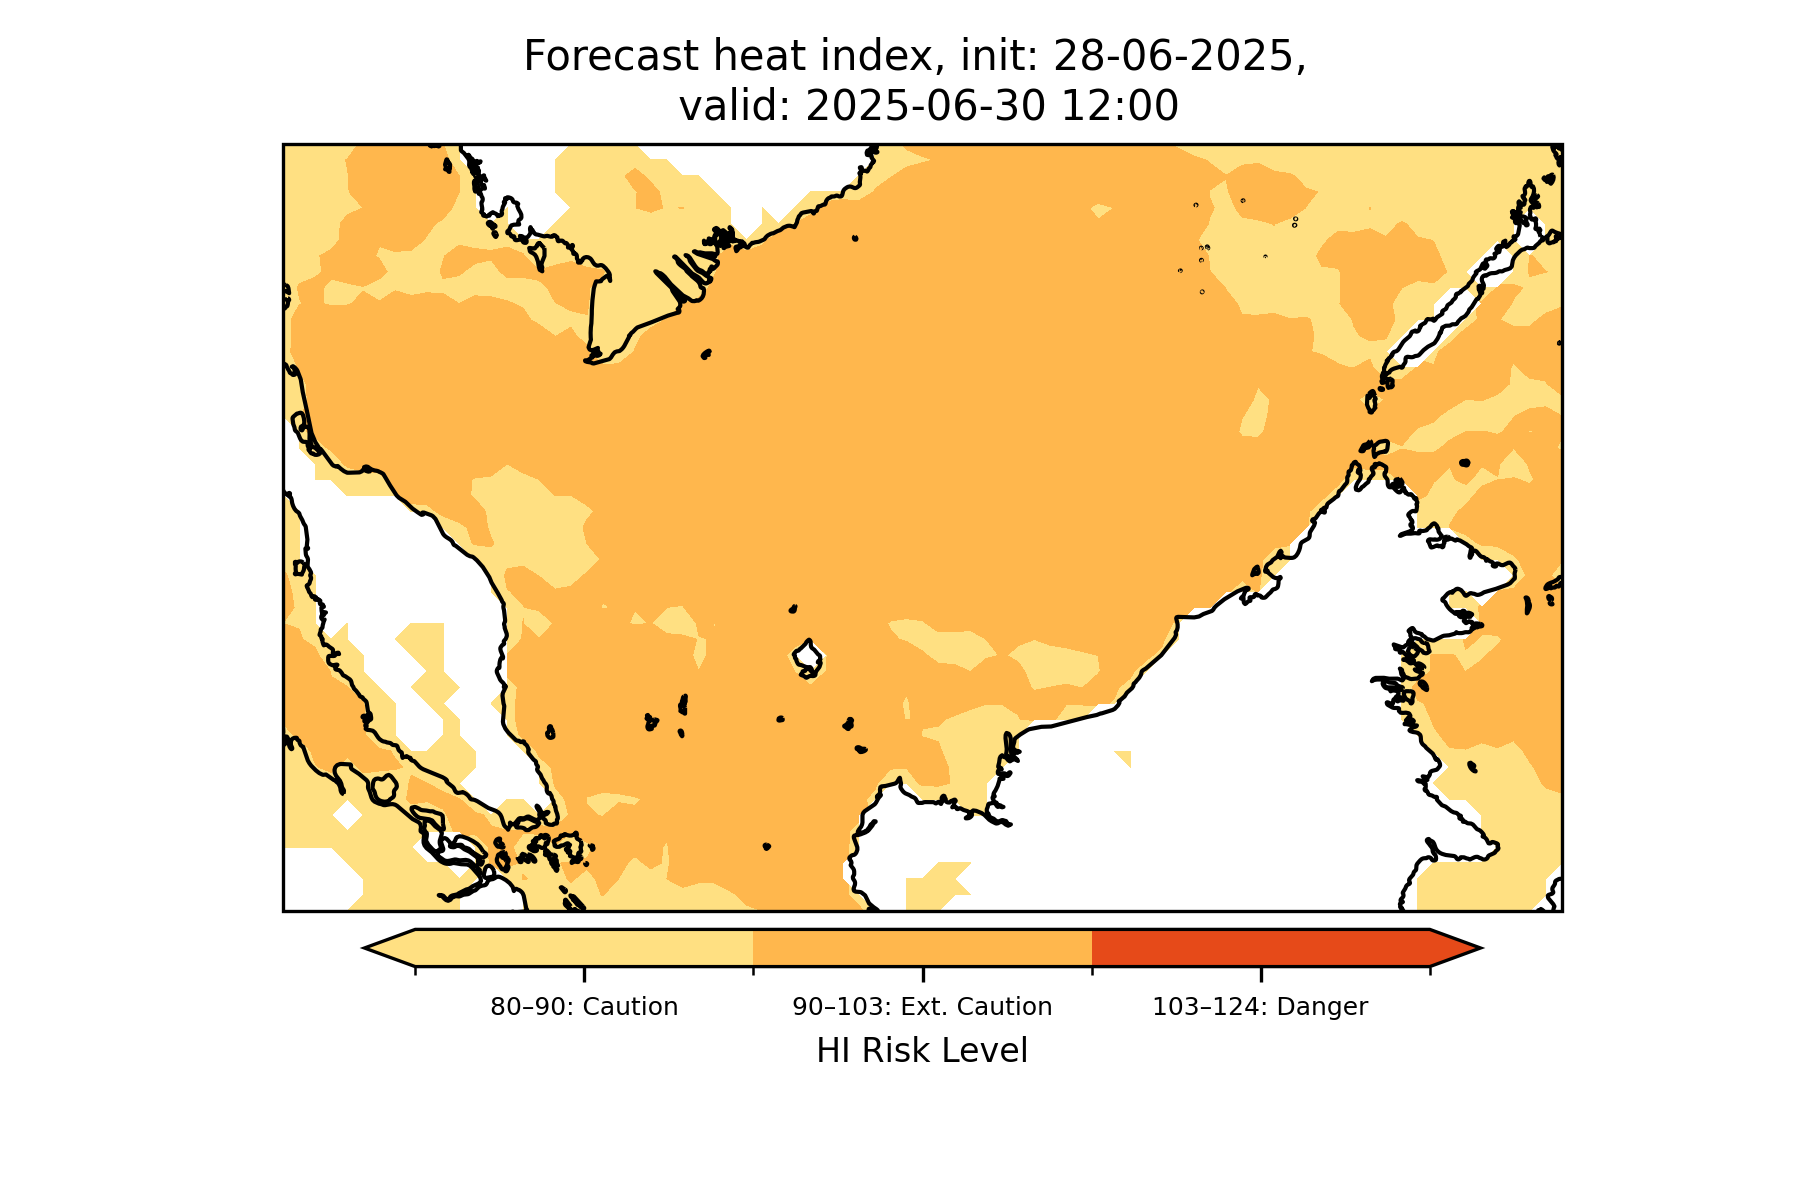 Forecast heat index, init: 28-06-2025,
valid: 2025-06-30 12:00
80–90: Caution
90–103: Ext. Caution
103–124: Danger
HI Risk Level